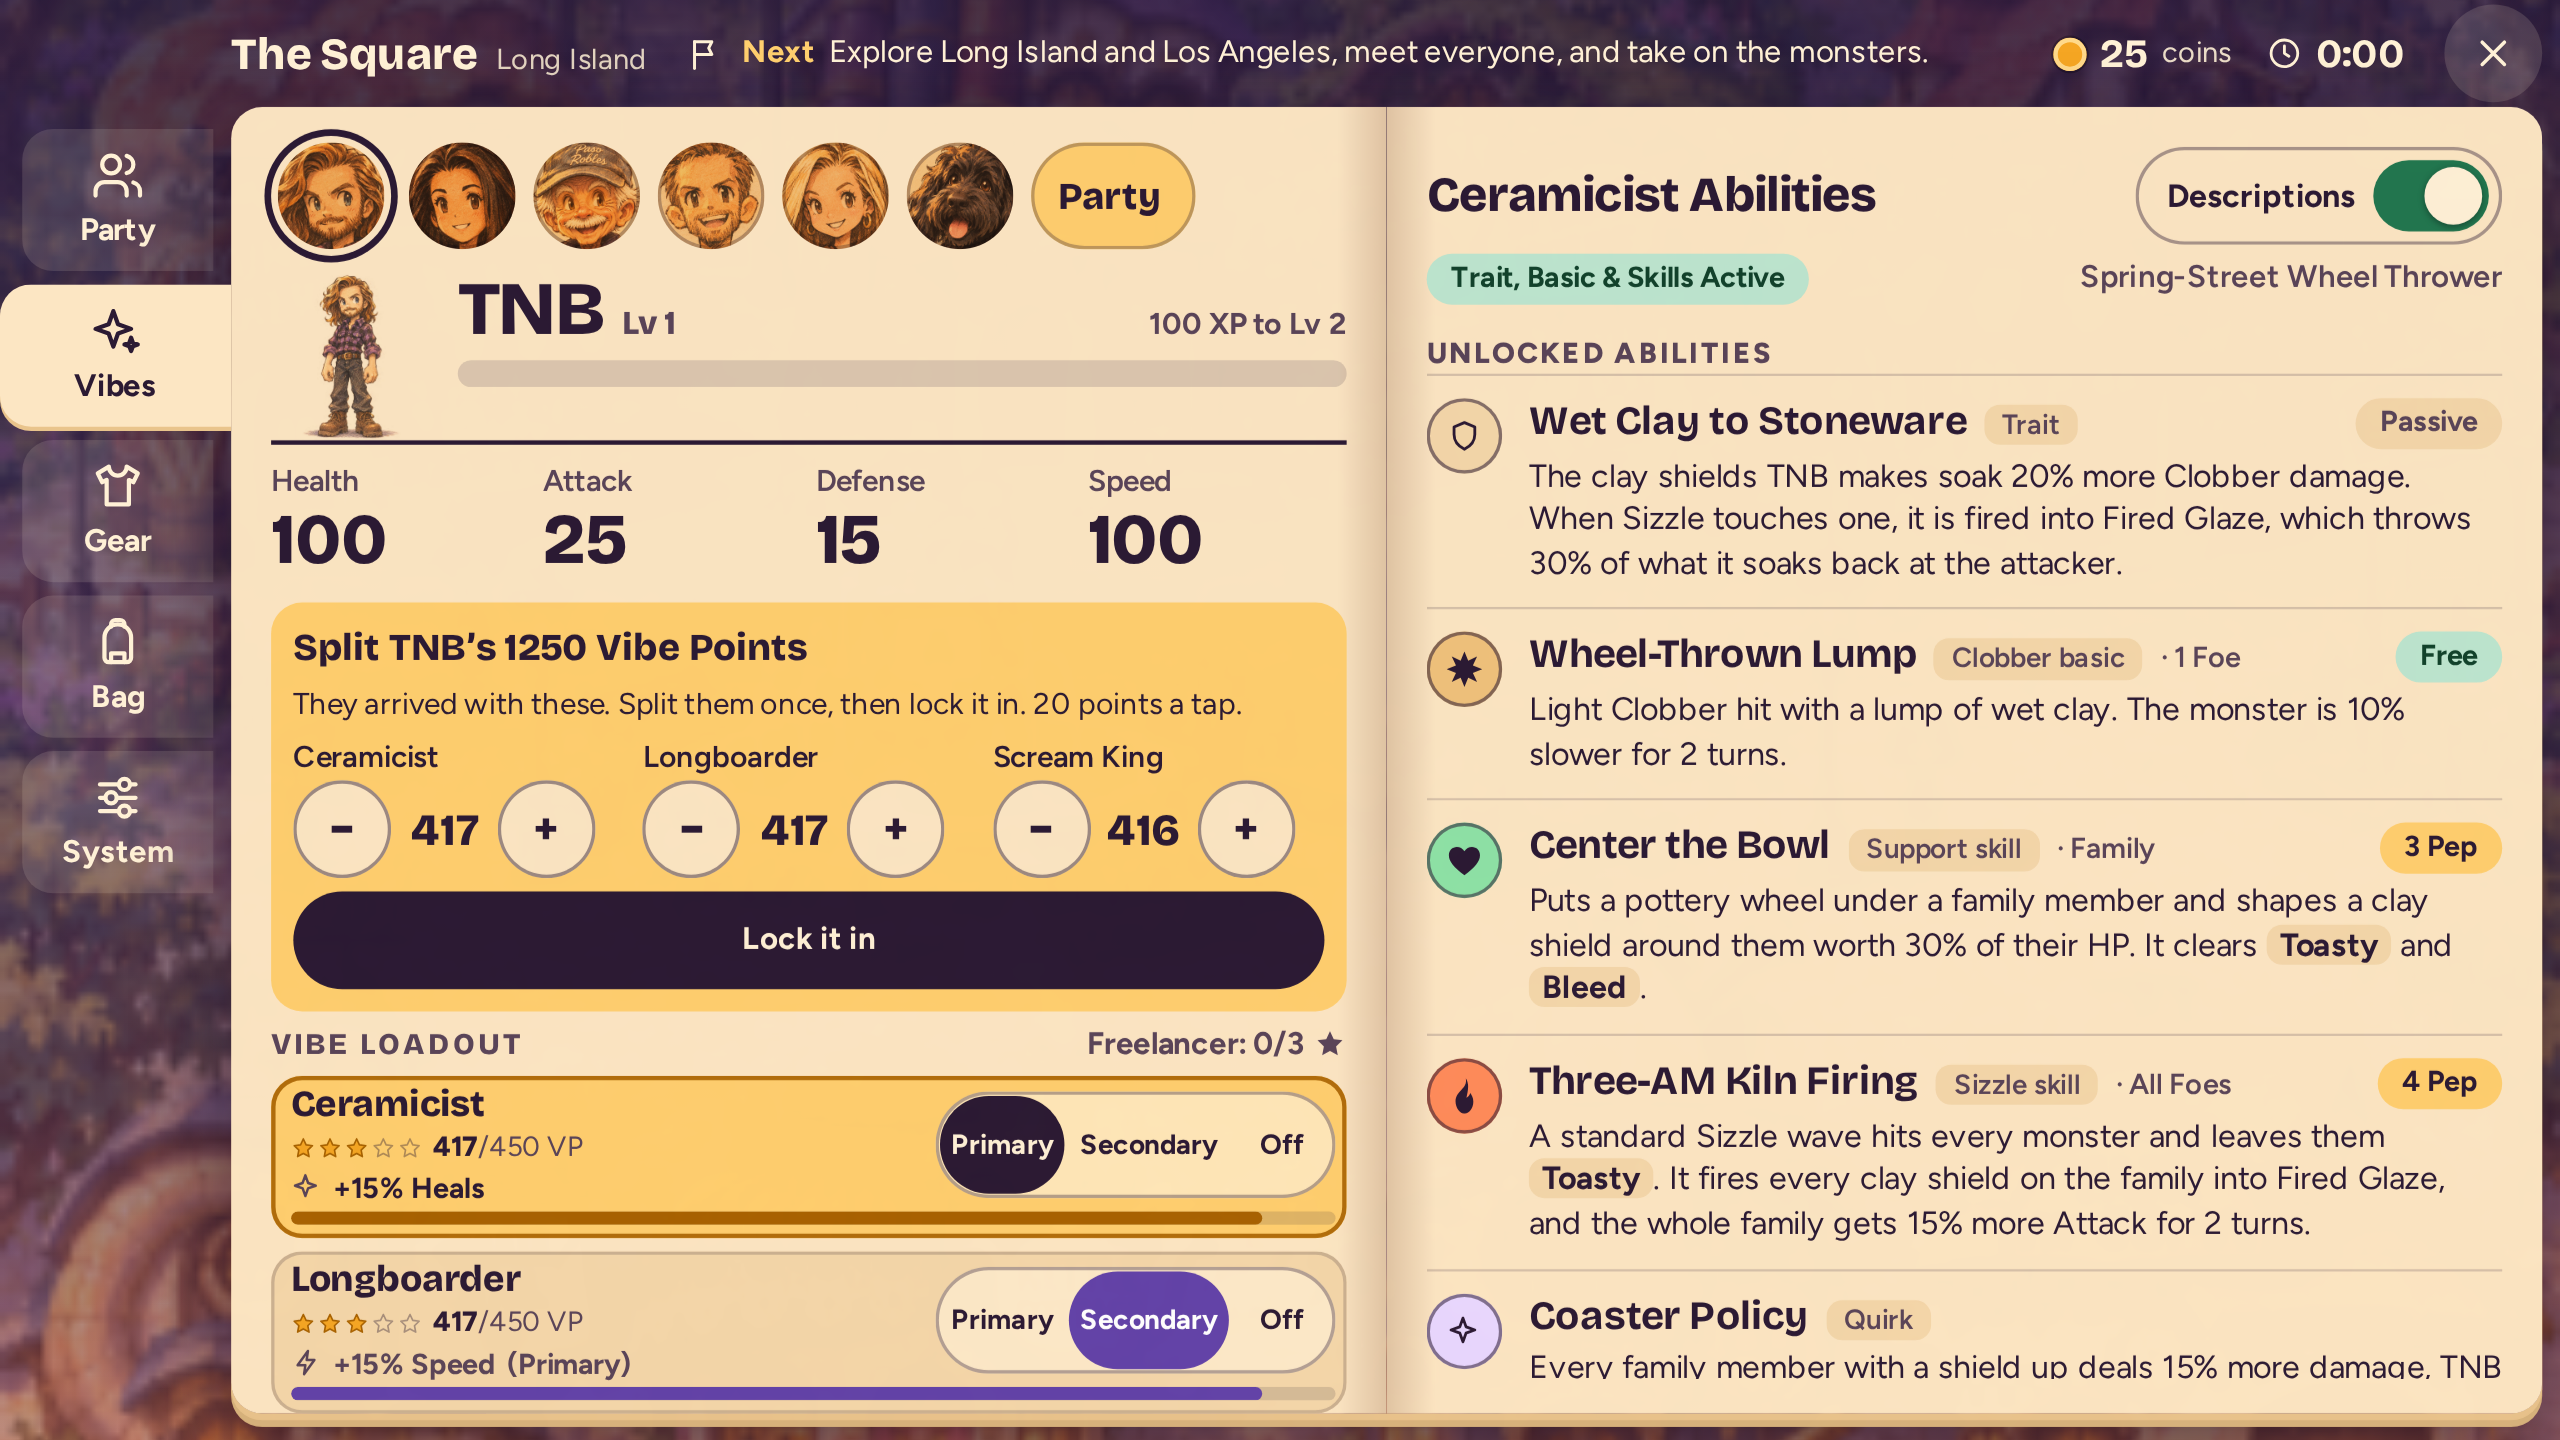 The Square Long Island Next Explore Long Island and Los Angeles, meet everyone, and take on the monsters. 25 coins 0:00
Party
Vibes
Gear
Bag
System
Paso Robles
Party
TNB Lv 1 100 XP to Lv 2
Health Attack Defense Speed
100 25 15 100
Split TNB's 1250 Vibe Points
They arrived with these. Split them once, then lock it in. 20 points a tap.
Ceramicist Longboarder Scream King
− 417 + − 417 + − 416 +
Lock it in
VIBE LOADOUT Freelancer: 0/3
Ceramicist
417/450 VP
+15% Heals
Primary Secondary Off
Longboarder
417/450 VP
+15% Speed (Primary)
Primary Secondary Off
Ceramicist Abilities Descriptions
Trait, Basic & Skills Active Spring-Street Wheel Thrower
UNLOCKED ABILITIES
Wet Clay to Stoneware Trait Passive
The clay shields TNB makes soak 20% more Clobber damage.
When Sizzle touches one, it is fired into Fired Glaze, which throws
30% of what it soaks back at the attacker.
Wheel-Thrown Lump Clobber basic · 1 Foe Free
Light Clobber hit with a lump of wet clay. The monster is 10%
slower for 2 turns.
Center the Bowl Support skill · Family 3 Pep
Puts a pottery wheel under a family member and shapes a clay
shield around them worth 30% of their HP. It clears Toasty and
Bleed .
Three-AM Kiln Firing Sizzle skill · All Foes 4 Pep
A standard Sizzle wave hits every monster and leaves them
Toasty . It fires every clay shield on the family into Fired Glaze,
and the whole family gets 15% more Attack for 2 turns.
Coaster Policy Quirk
Every family member with a shield up deals 15% more damage, TNB